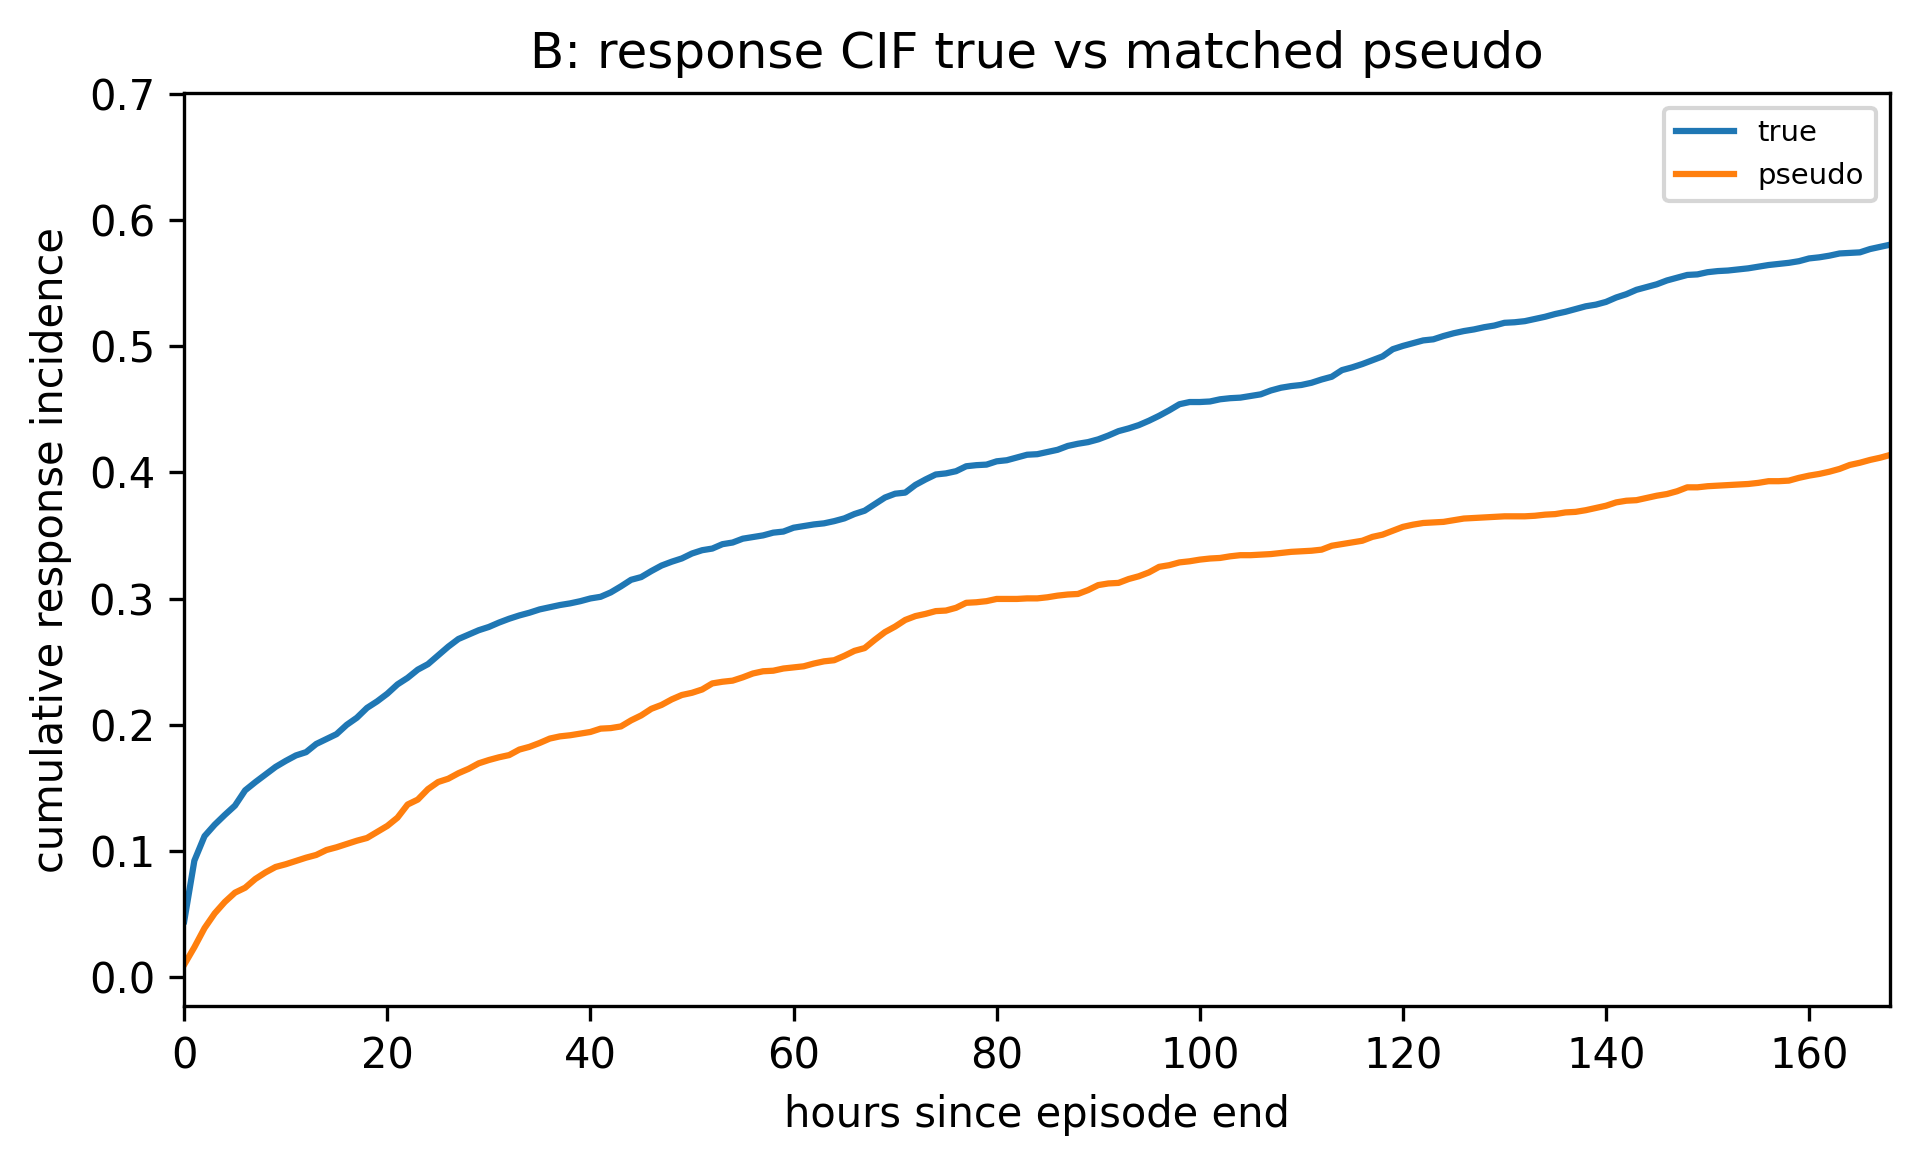 B: response CIF true vs matched pseudo
true
pseudo
cumulative response incidence
0.7
0.6
0.5
0.4
0.3
0.2
0.1
0.0
0 20 40 60 80 100 120 140 160
hours since episode end